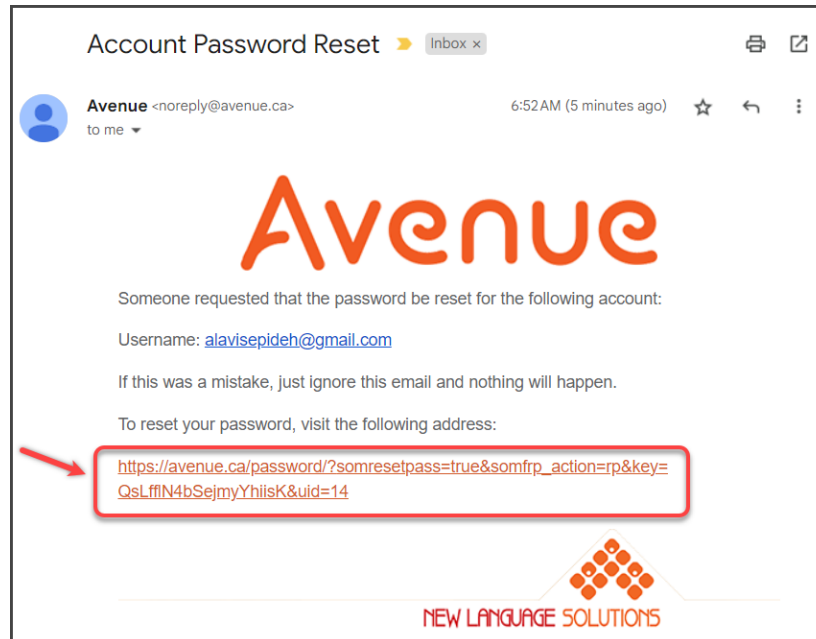 Account Password Reset Inbox ×
Avenue <noreply@avenue.ca> 6:52 AM (5 minutes ago)
to me
Avenue
Someone requested that the password be reset for the following account:
Username: alavisepideh@gmail.com
If this was a mistake, just ignore this email and nothing will happen.
To reset your password, visit the following address:
https://avenue.ca/password/?somresetpass=true&somfrp_action=rp&key=
QsLfflN4bSejmyYhiisK&uid=14
NEW LANGUAGE SOLUTIONS